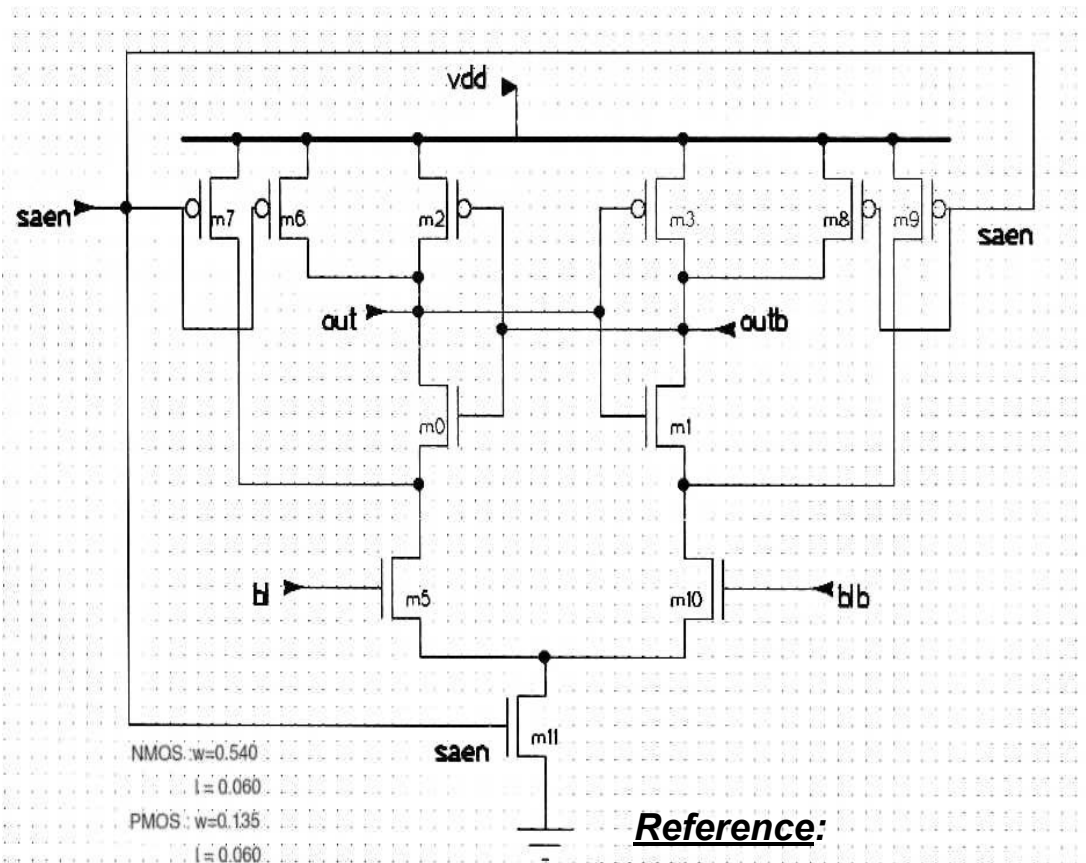 vdd
saen
m7
m6
m2
m3
m8
m9
saen
out
outb
m0
m1
bl
m5
m10
blb
saen
m11
NMOS : w=0.540
l = 0.060
PMOS : w=0.135
l = 0.060
Reference: